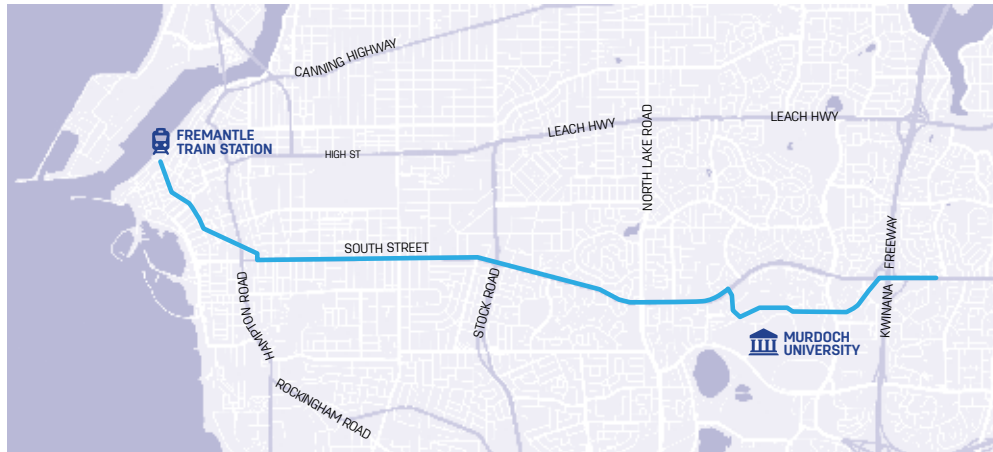 CANNING HIGHWAY
FREMANTLE
TRAIN STATION
HIGH ST
LEACH HWY
LEACH HWY
NORTH LAKE ROAD
SOUTH STREET
HAMPTON ROAD
STOCK ROAD
KWINANA FREEWAY
MURDOCH
UNIVERSITY
ROCKINGHAM ROAD